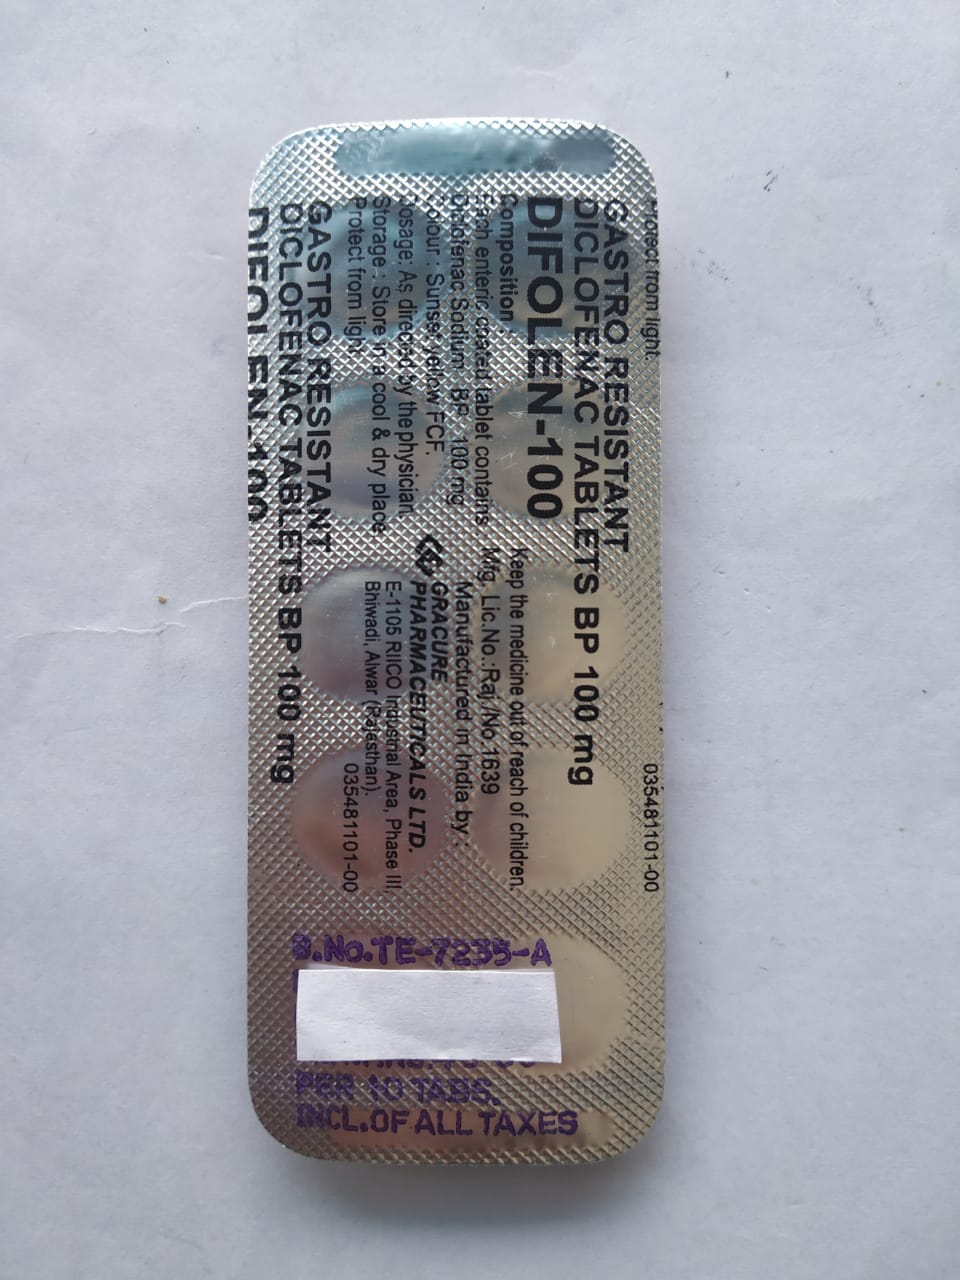 Protect from light.
035481101-00
GASTRO RESISTANT
DICLOFENAC TABLETS BP 100 mg
DIFOLEN-100
Composition :
Each enteric coated tablet contains
Diclofenac Sodium BP 100 mg
Colour : Sunset yellow FCF.
Dosage: As directed by the physician
Storage : Store in a cool & dry place
Protect from light.
Keep the medicine out of reach of children.
Mfg. Lic.No.:Raj./No.1639
Manufactured in India by :
GRACURE
PHARMACEUTICALS LTD.
E-1105 RIICO Industrial Area, Phase III,
Bhiwadi, Alwar (Rajasthan).
035481101-00
GASTRO RESISTANT
DICLOFENAC TABLETS BP 100 mg
DIFOLEN-100
B.No.TE-7235-A
PER 10 TABS.
INCL.OF ALL TAXES